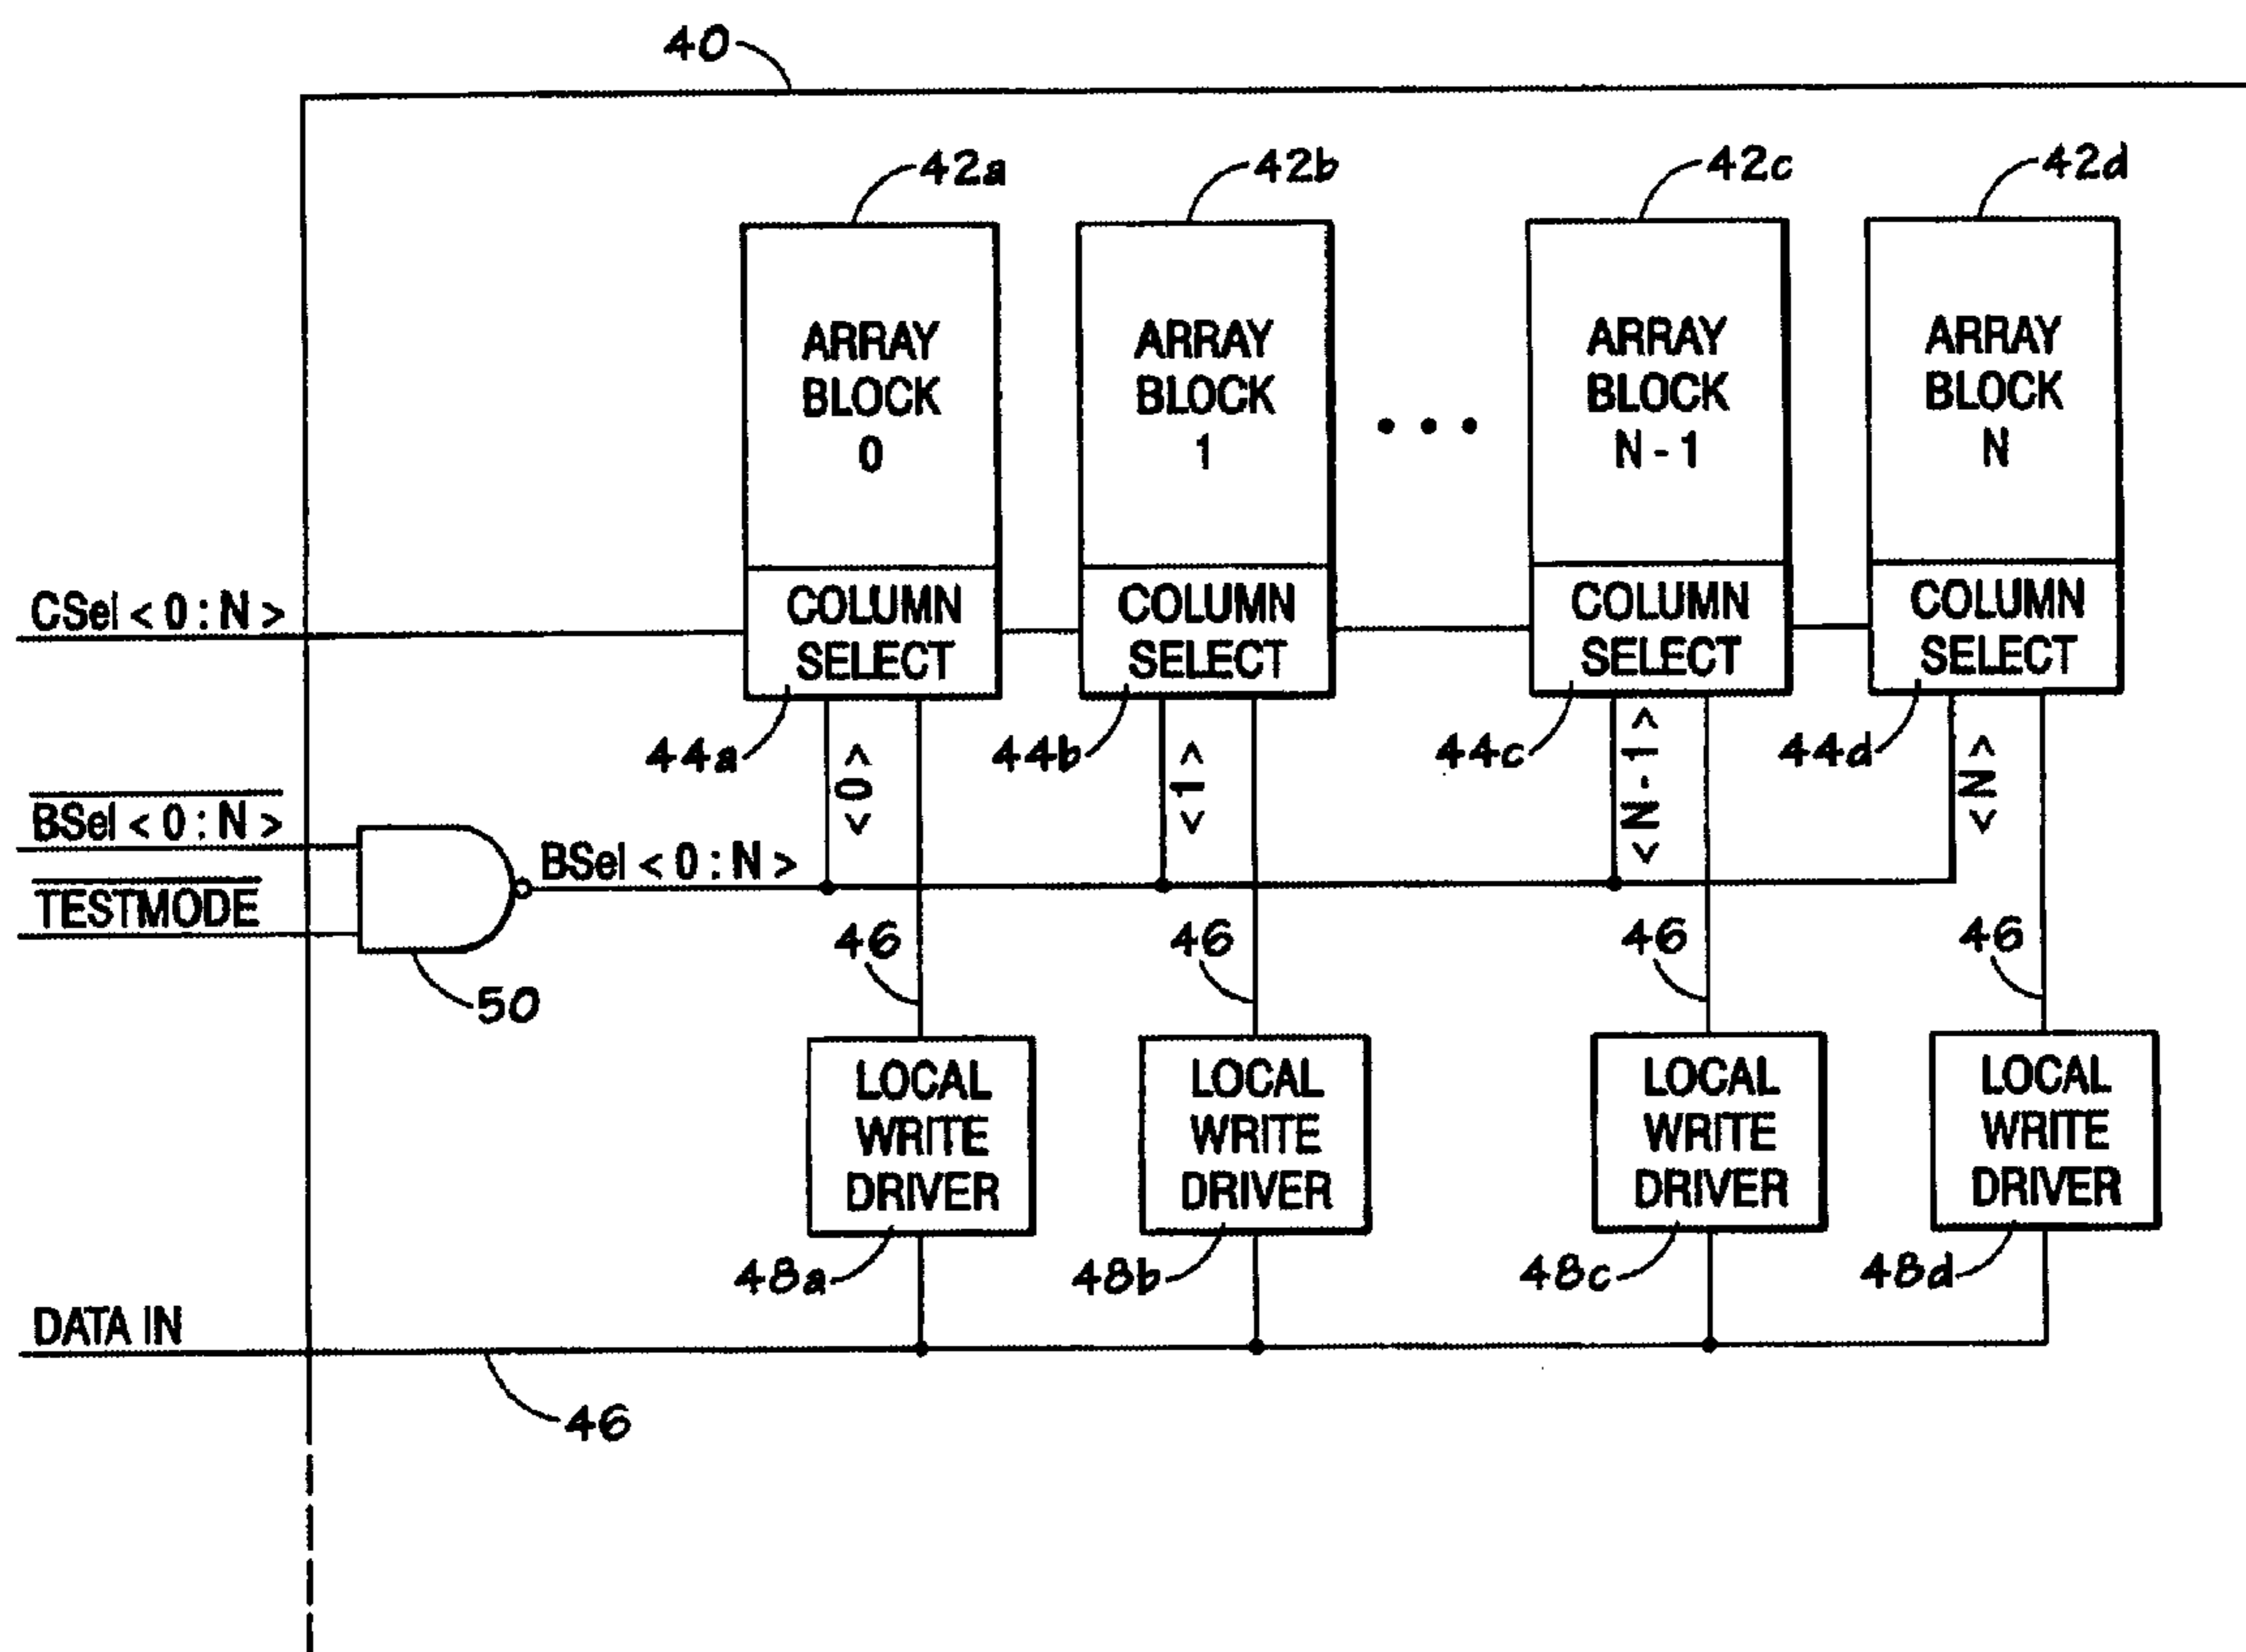 40
42a
42b
42c
42d
ARRAY
BLOCK
0
ARRAY
BLOCK
1
• • •
ARRAY
BLOCK
N - 1
ARRAY
BLOCK
N
CSel < 0 : N >
COLUMN
SELECT
COLUMN
SELECT
COLUMN
SELECT
COLUMN
SELECT
44a
44b
44c
44d
< 0 >
< 1 >
< N - 1 >
< N >
BSel < 0 : N >
TESTMODE
BSel < 0 : N >
50
46
46
46
46
LOCAL
WRITE
DRIVER
LOCAL
WRITE
DRIVER
LOCAL
WRITE
DRIVER
LOCAL
WRITE
DRIVER
48a
48b
48c
48d
DATA IN
46